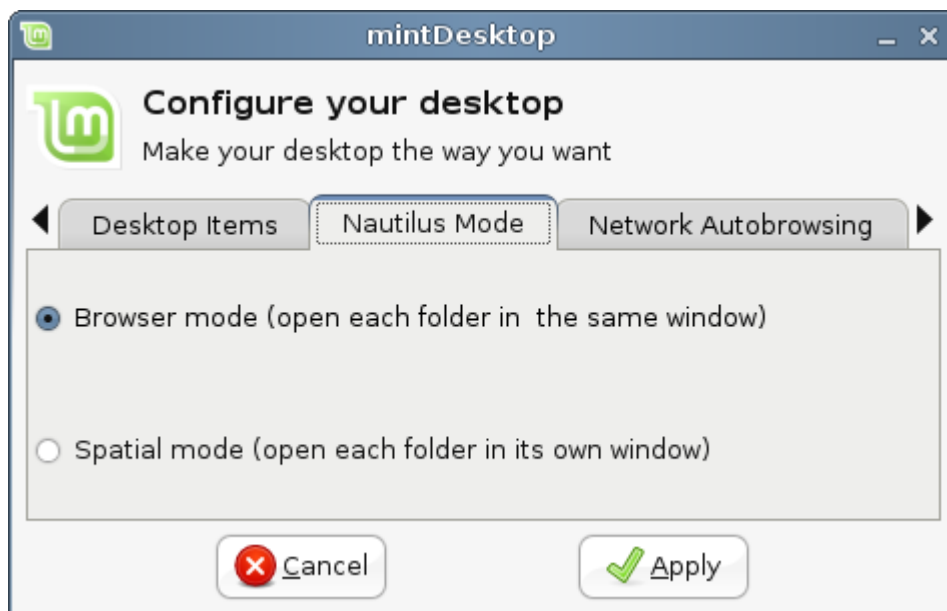 mintDesktop
Configure your desktop
Make your desktop the way you want
Desktop Items Nautilus Mode Network Autobrowsing
Browser mode (open each folder in  the same window)
Spatial mode (open each folder in its own window)
Cancel Apply